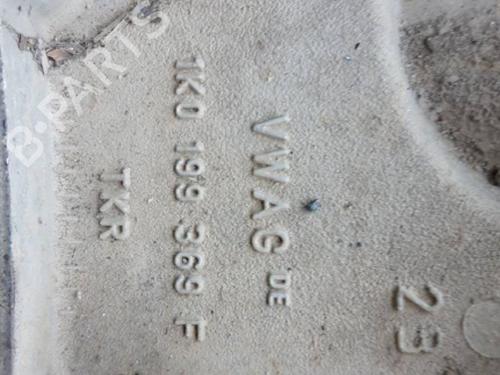 23
VWAG DE
1K0 199 369 F
TKR
B-PARTS